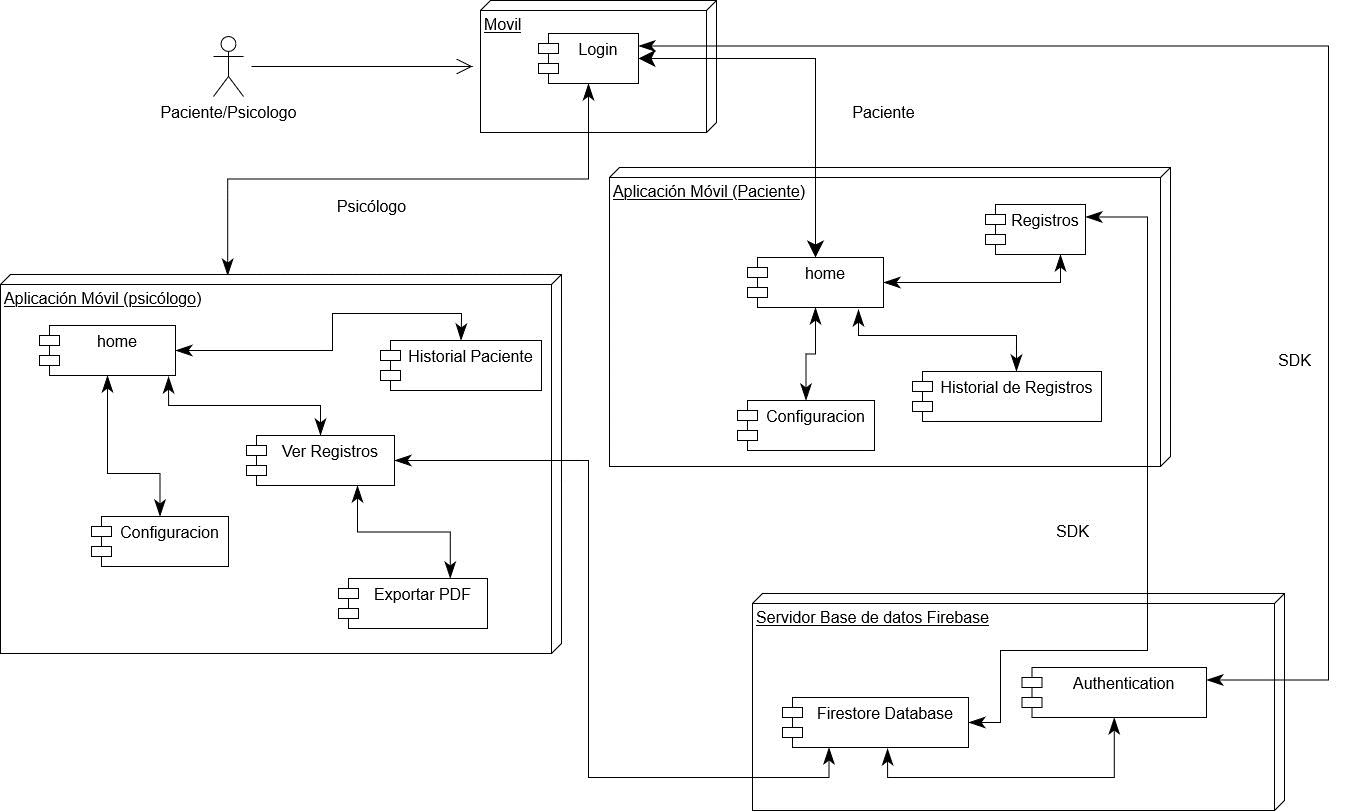 Movil
Login
Paciente/Psicologo
Paciente
Psicólogo
Aplicación Móvil (Paciente)
Registros
home
Historial de Registros
Configuracion
SDK
Aplicación Móvil (psicólogo)
home
Historial Paciente
Ver Registros
Configuracion
Exportar PDF
SDK
Servidor Base de datos Firebase
Authentication
Firestore Database